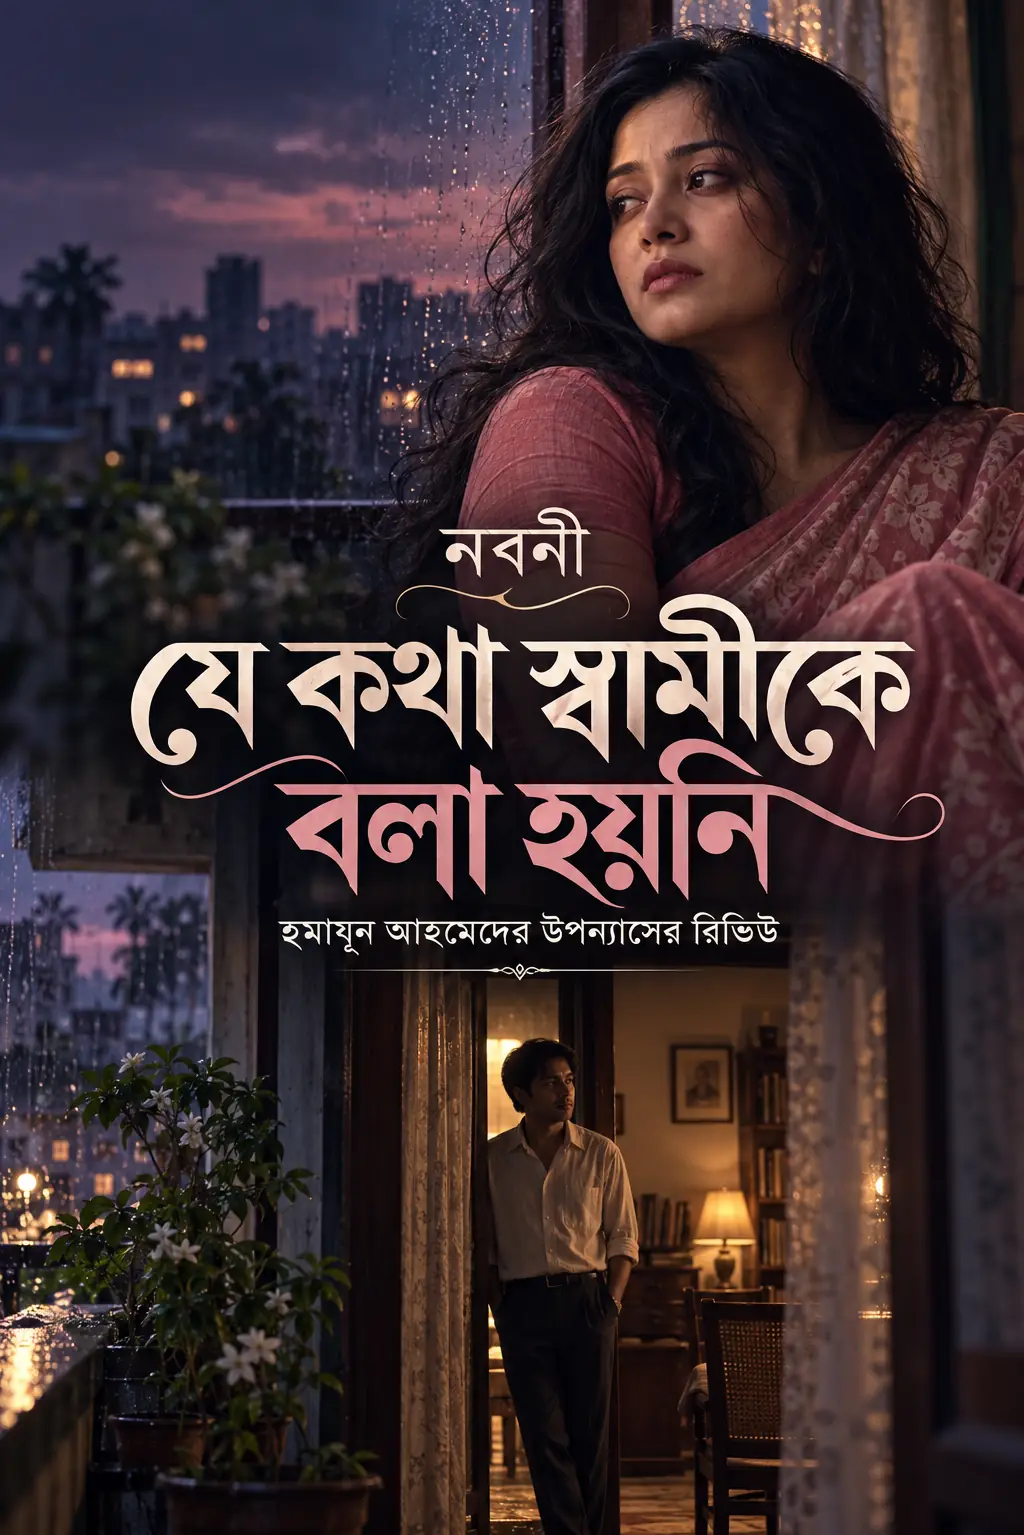 নবনী
যে কথা স্বামীকে
বলা হয়নি
হুমাযূন আহমেদের উপন্যাসের রিভিউ